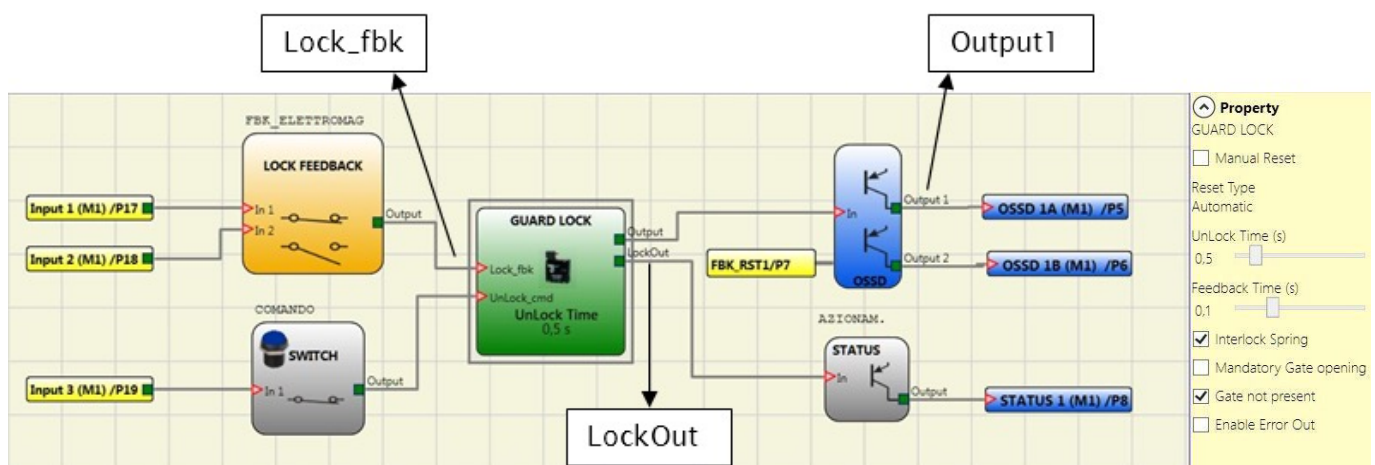 Lock_fbk
Output1
FBK_ELETTROMAG
LOCK FEEDBACK
Input 1 (M1) /P17
In 1
Input 2 (M1) /P18
In 2
Output
COMANDO
SWITCH
Input 3 (M1) /P19
In 1
Output
GUARD LOCK
Output
LockOut
Lock_fbk
UnLock_cmd
UnLock Time
0,5 s
LockOut
FBK_RST1/P7
In
Output 1
Output 2
OSSD
OSSD 1A (M1) /P5
OSSD 1B (M1) /P6
AZIONAM.
STATUS
In
Output
STATUS 1 (M1) /P8
Property
GUARD LOCK
Manual Reset
Reset Type
Automatic
UnLock Time (s)
0,5
Feedback Time (s)
0,1
Interlock Spring
Mandatory Gate opening
Gate not present
Enable Error Out